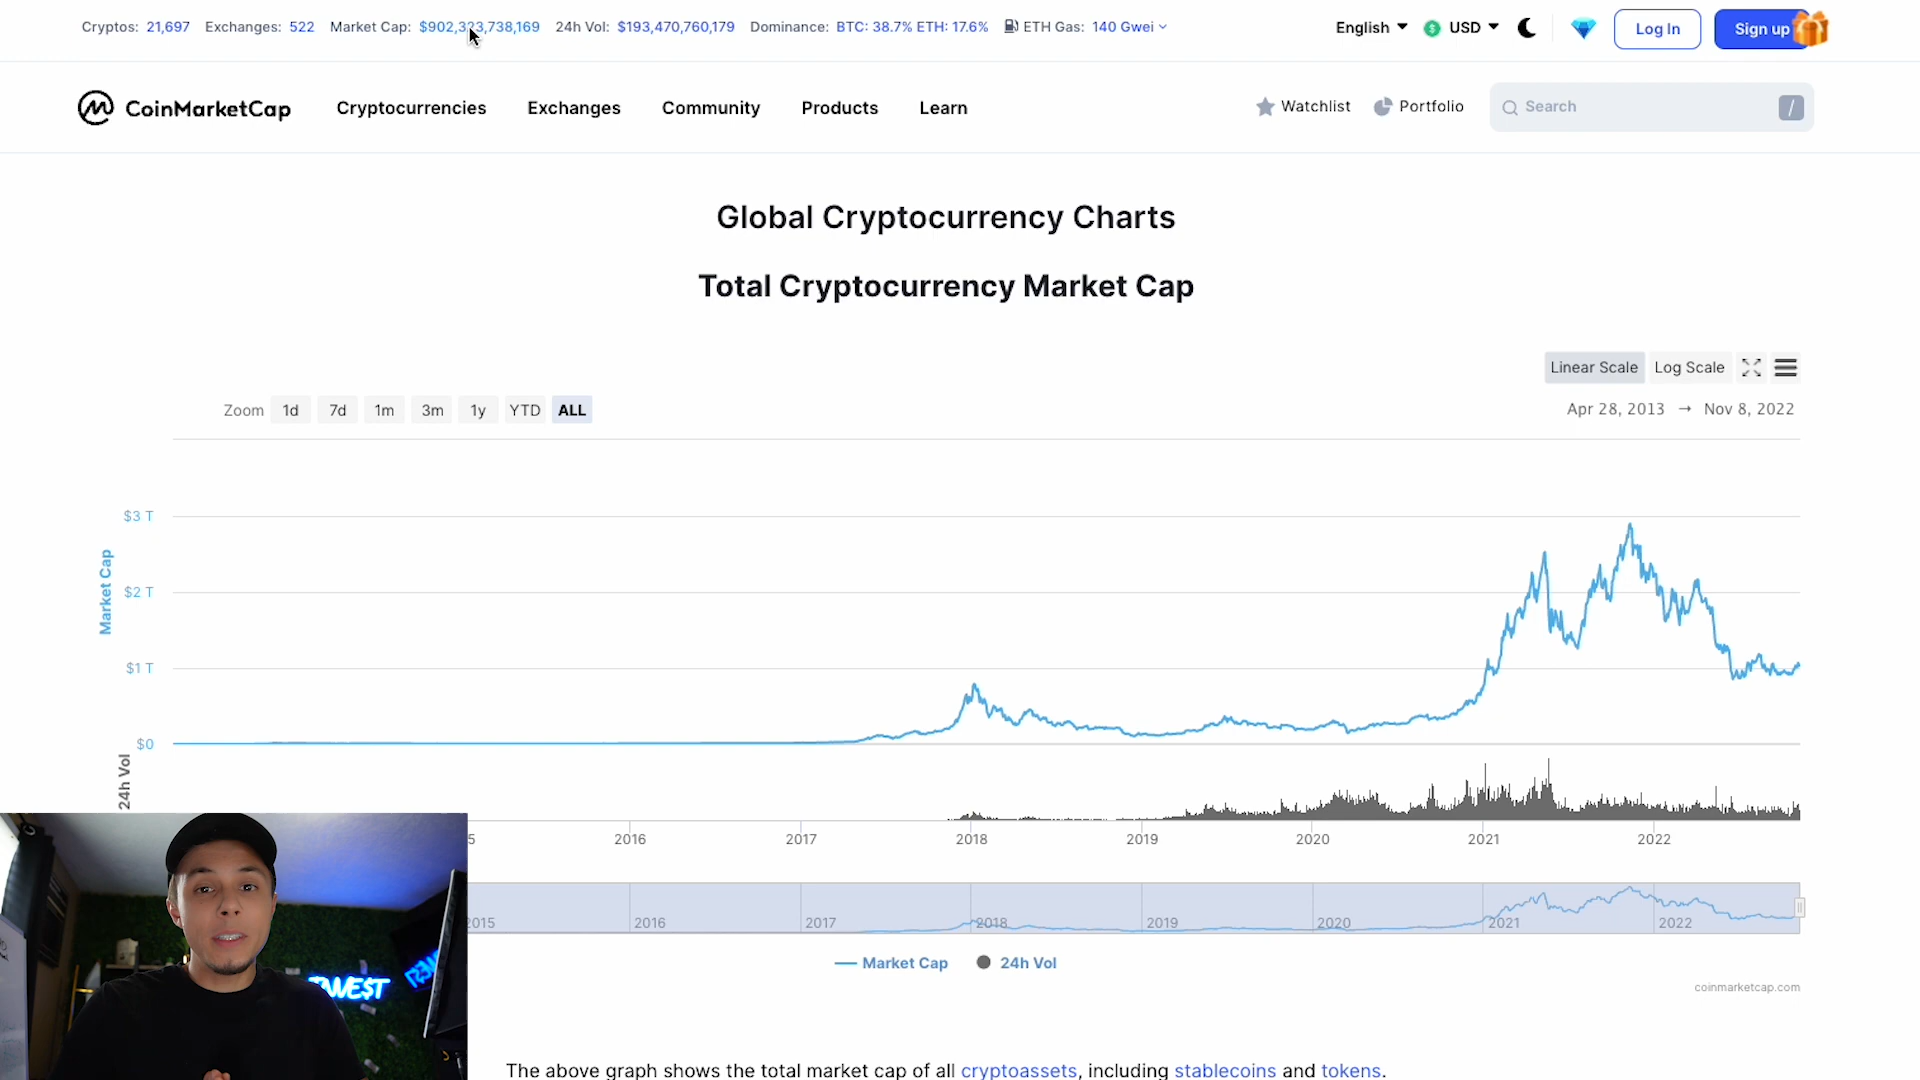 Cryptos: 21,697 Exchanges: 522 Market Cap: $902,323,738,169 24h Vol: $193,470,760,179 Dominance: BTC: 38.7% ETH: 17.6% ETH Gas: 140 Gwei English USD Log In Sign up
CoinMarketCap Cryptocurrencies Exchanges Community Products Learn Watchlist Portfolio Search /
Global Cryptocurrency Charts
Total Cryptocurrency Market Cap
Linear Scale Log Scale
Zoom 1d 7d 1m 3m 1y YTD ALL Apr 28, 2013 → Nov 8, 2022
$3 T
$2 T
$1 T
$0
Market Cap
24h Vol
5 2016 2017 2018 2019 2020 2021 2022
2015 2016 2017 2018 2019 2020 2021 2022
Market Cap 24h Vol
coinmarketcap.com
The above graph shows the total market cap of all cryptoassets, including stablecoins and tokens.
INVE$T